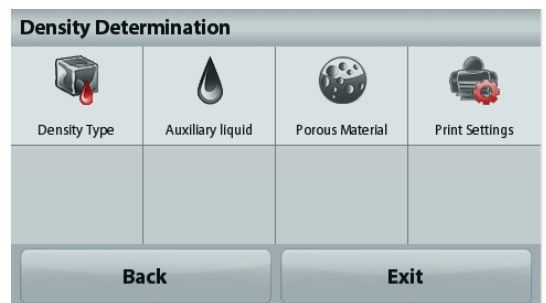 Density Determination
Density Type Auxiliary liquid Porous Material Print Settings
Back Exit